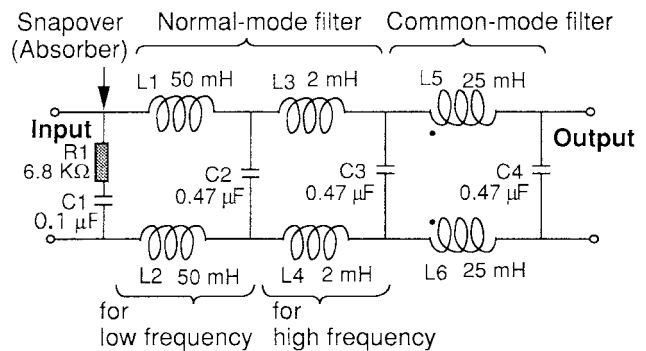 Snapover
(Absorber)
Normal-mode filter
Common-mode filter
L1 50 mH
L3 2 mH
L5 25 mH
Input
Output
R1
6.8 KΩ
C1
0.1 µF
C2
0.47 µF
C3
0.47 µF
C4
0.47 µF
L2 50 mH
L4 2 mH
L6 25 mH
for
low frequency
for
high frequency